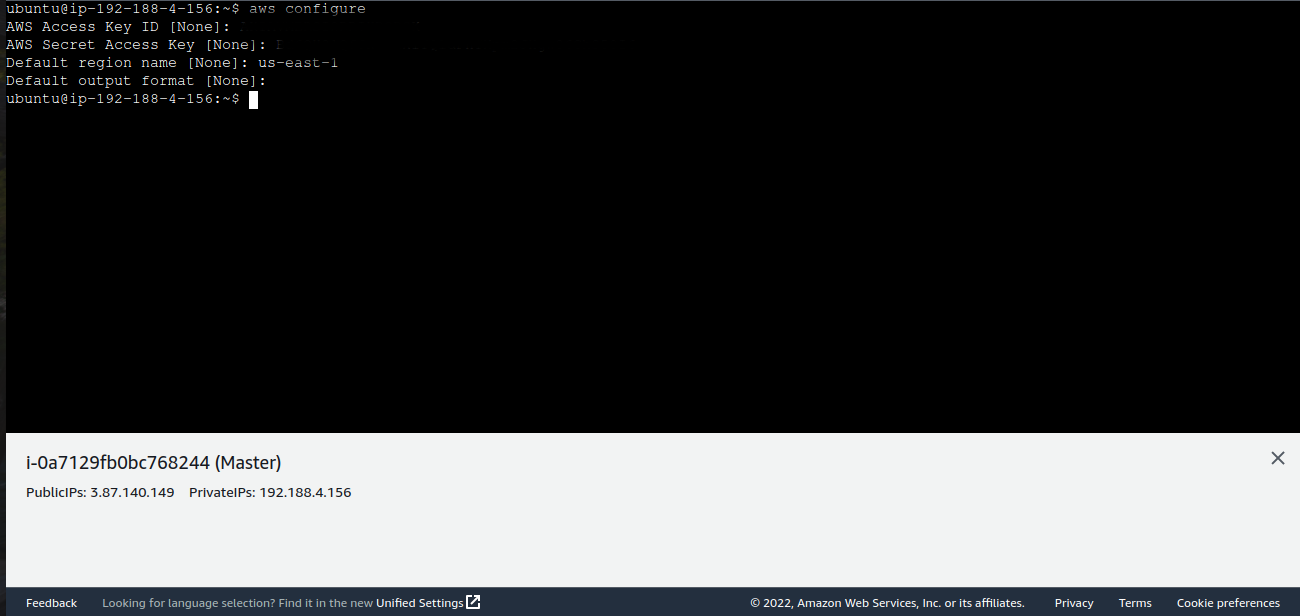 ubuntu@ip-192-188-4-156:~$ aws configure
AWS Access Key ID [None]:
AWS Secret Access Key [None]:
Default region name [None]: us-east-1
Default output format [None]:
ubuntu@ip-192-188-4-156:~$
i-0a7129fb0bc768244 (Master)
PublicIPs: 3.87.140.149 PrivateIPs: 192.188.4.156
Feedback Looking for language selection? Find it in the new Unified Settings © 2022, Amazon Web Services, Inc. or its affiliates. Privacy Terms Cookie preferences